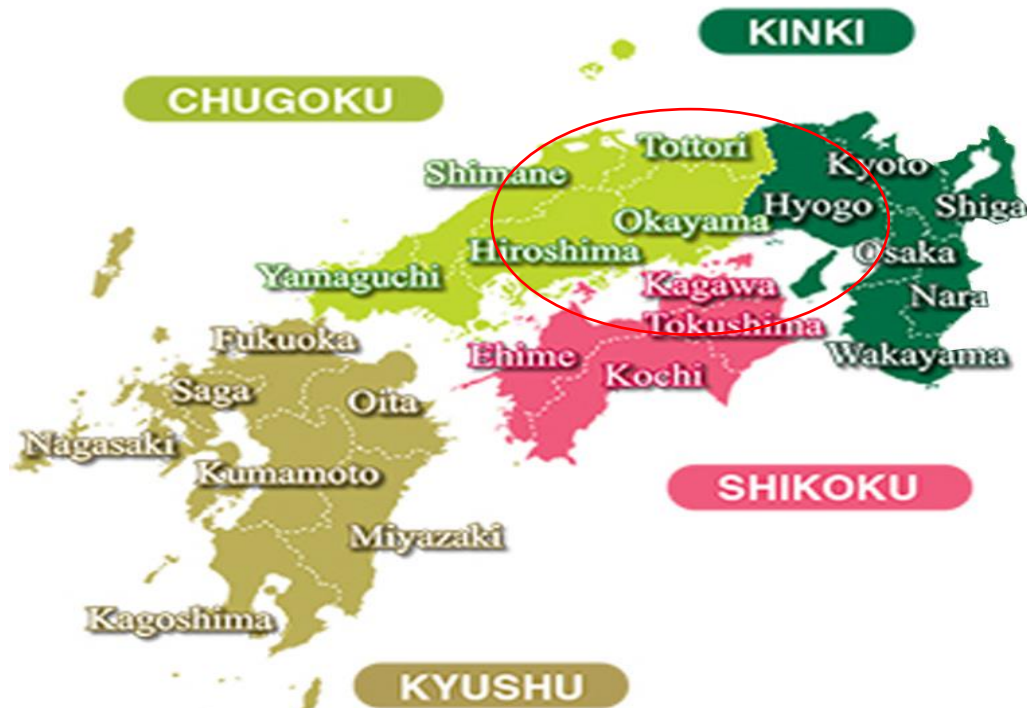 KINKI
CHUGOKU
Tottori
Kyoto
Shimane
Hyogo
Shiga
Okayama
Hiroshima
Osaka
Yamaguchi
Kagawa
Nara
Tokushima
Fukuoka
Ehime
Wakayama
Kochi
Saga
Oita
Nagasaki
Kumamoto
SHIKOKU
Miyazaki
Kagoshima
KYUSHU